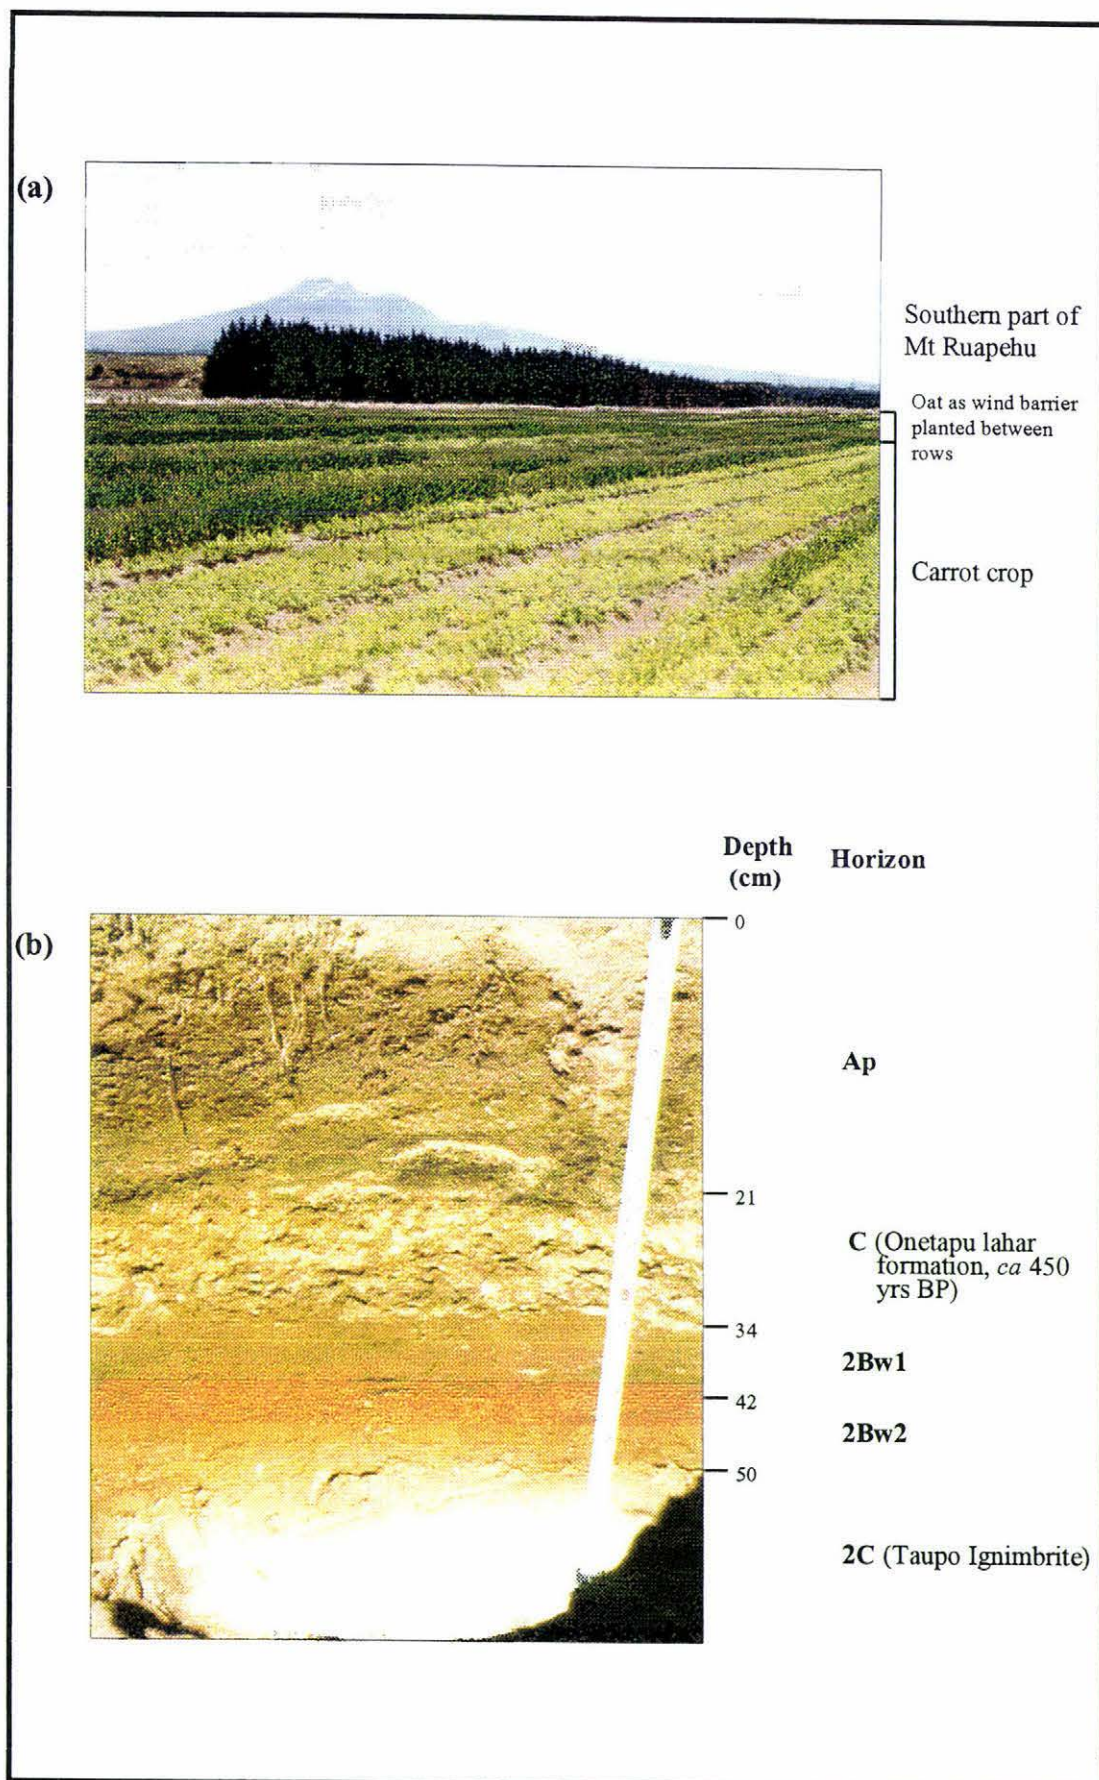 (a)
Southern part of
Mt Ruapehu
Oat as wind barrier
planted between
rows
Carrot crop
Depth
(cm)
Horizon
(b)
0
Ap
21
C (Onetapu lahar
formation, ca 450
yrs BP)
34
2Bw1
42
2Bw2
50
2C (Taupo Ignimbrite)